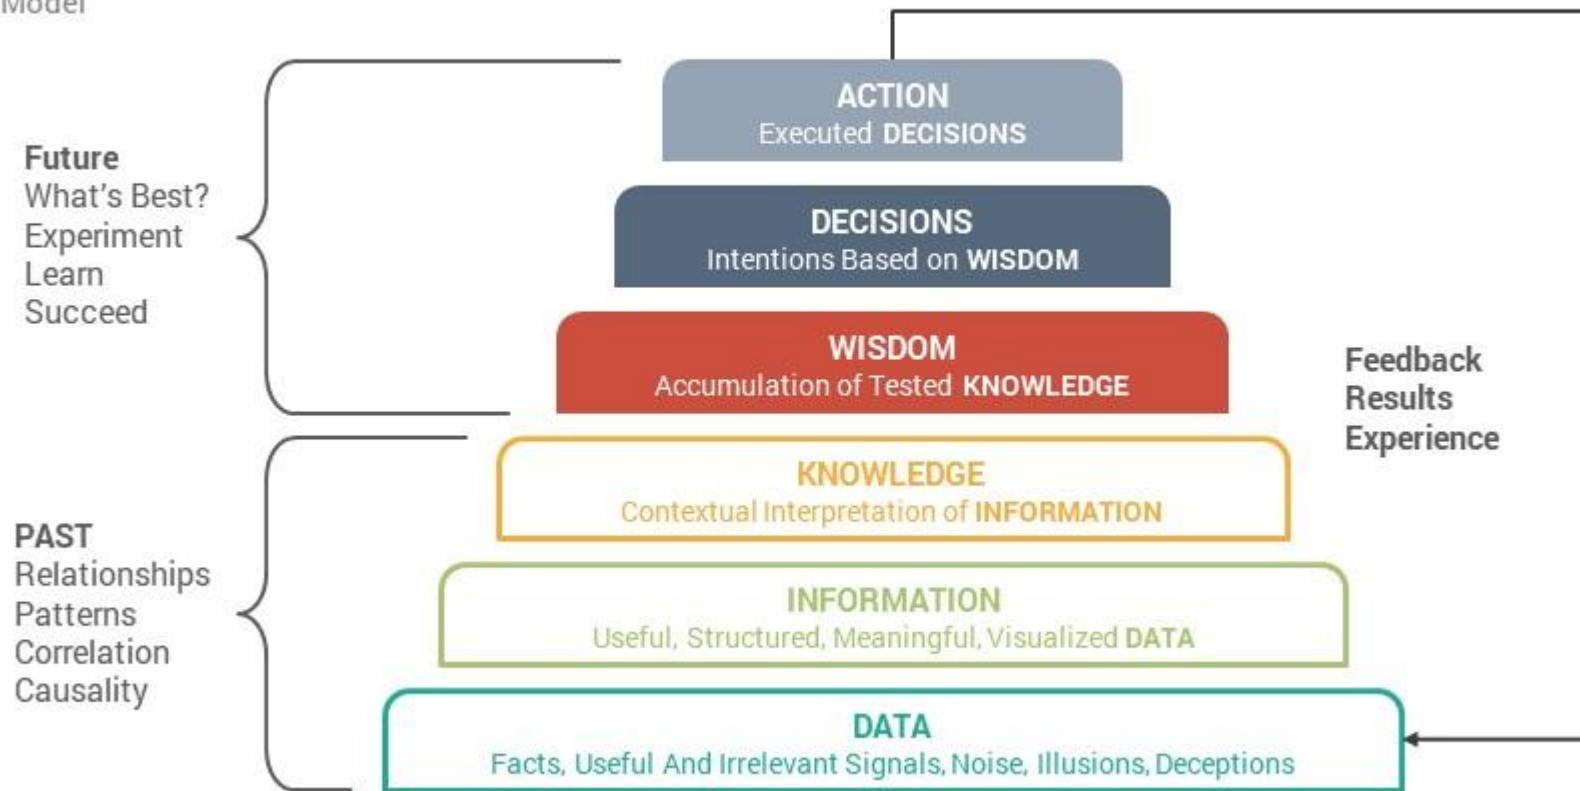 Model
ACTION
Executed DECISIONS
Future
What's Best?
Experiment
Learn
Succeed
DECISIONS
Intentions Based on WISDOM
WISDOM
Accumulation of Tested KNOWLEDGE
Feedback
Results
Experience
KNOWLEDGE
Contextual Interpretation of INFORMATION
PAST
Relationships
Patterns
Correlation
Causality
INFORMATION
Useful, Structured, Meaningful, Visualized DATA
DATA
Facts, Useful And Irrelevant Signals, Noise, Illusions, Deceptions